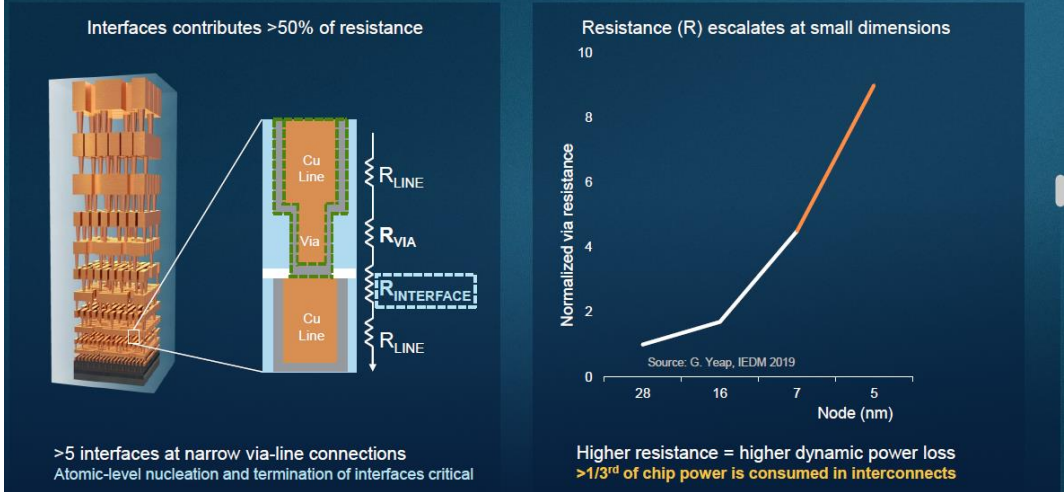 Interfaces contributes >50% of resistance
Cu
Line
Via
Cu
Line
RLINE
RVIA
RINTERFACE
RLINE
>5 interfaces at narrow via-line connections
Atomic-level nucleation and termination of interfaces critical
Resistance (R) escalates at small dimensions
Normalized via resistance
10
8
6
4
2
0
Source: G. Yeap, IEDM 2019
28 16 7 5
Node (nm)
Higher resistance = higher dynamic power loss
>1/3rd of chip power is consumed in interconnects